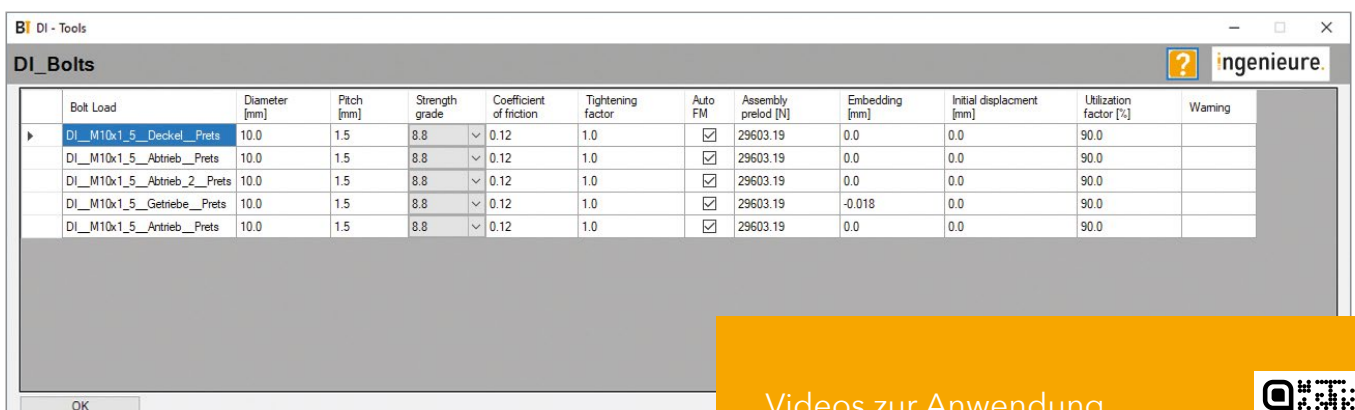 BT DI - Tools
DI_Bolts ? ingenieure.
Bolt Load Diameter [mm] Pitch [mm] Strength grade Coefficient of friction Tightening factor Auto FM Assembly prelod [N] Embedding [mm] Initial displacment [mm] Utilization factor [%] Warning
DI__M10x1_5__Deckel__Prets 10.0 1.5 8.8 0.12 1.0 29603.19 0.0 0.0 90.0
DI__M10x1_5__Abtrieb__Prets 10.0 1.5 8.8 0.12 1.0 29603.19 0.0 0.0 90.0
DI__M10x1_5__Abtrieb_2__Prets 10.0 1.5 8.8 0.12 1.0 29603.19 0.0 0.0 90.0
DI__M10x1_5__Getriebe__Prets 10.0 1.5 8.8 0.12 1.0 29603.19 -0.018 0.0 90.0
DI__M10x1_5__Antrieb__Prets 10.0 1.5 8.8 0.12 1.0 29603.19 0.0 0.0 90.0
OK
Videos zur Anwendung